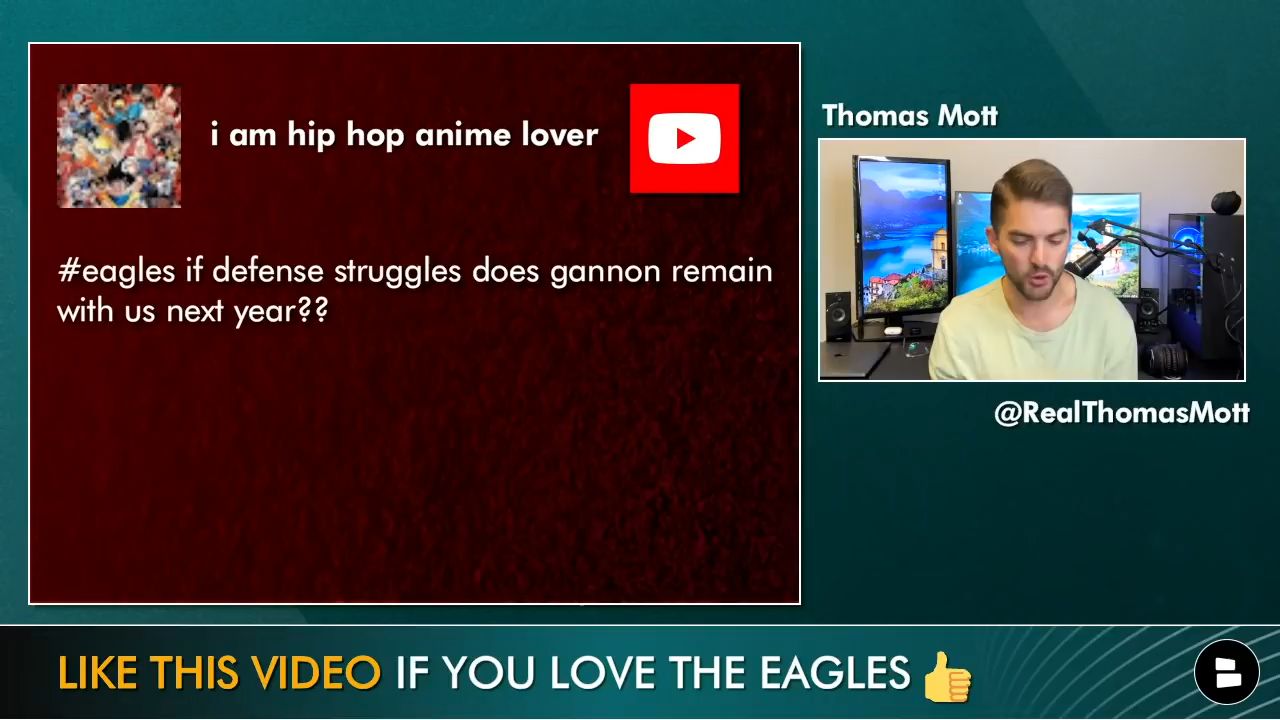 i am hip hop anime lover
#eagles if defense struggles does gannon remain
with us next year??
Thomas Mott
@RealThomasMott
LIKE THIS VIDEO IF YOU LOVE THE EAGLES